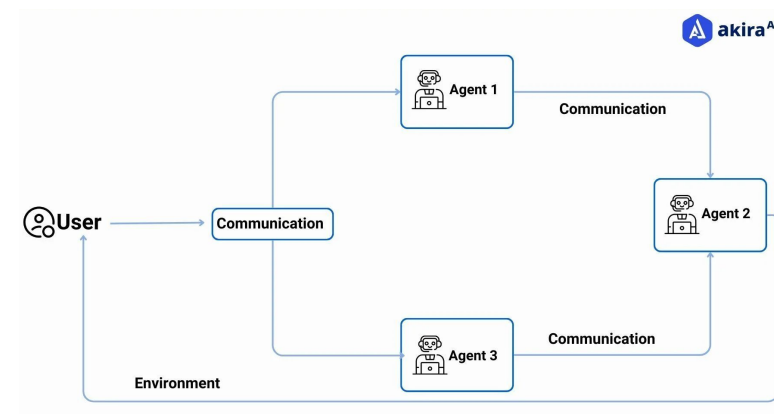 akira A
Agent 1
Communication
User
Communication
Agent 2
Agent 3
Communication
Environment